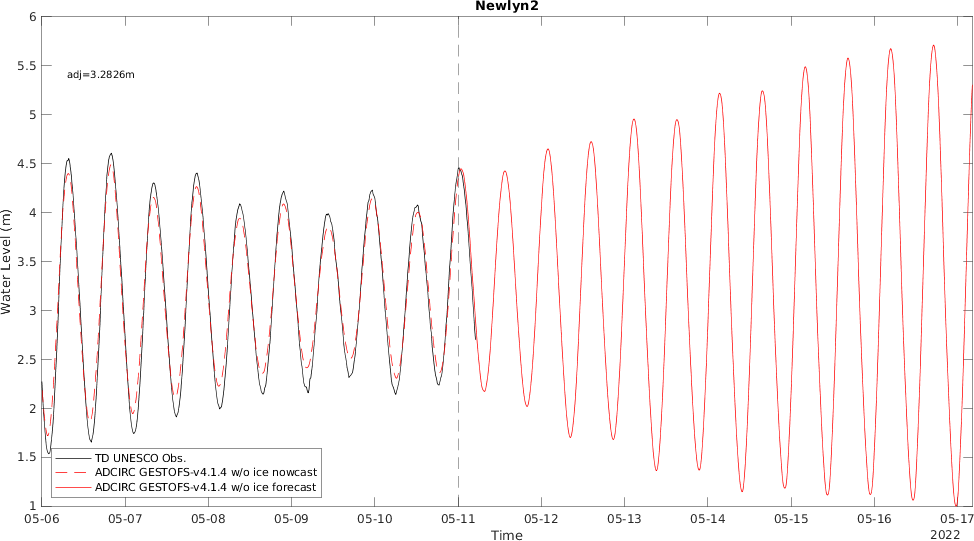 Newlyn2
6
5.5
5
4.5
4
3.5
3
2.5
2
1.5
1
Water Level (m)
adj=3.2826m
TD UNESCO Obs.
ADCIRC GESTOFS-v4.1.4 w/o ice nowcast
ADCIRC GESTOFS-v4.1.4 w/o ice forecast
05-06 05-07 05-08 05-09 05-10 05-11 05-12 05-13 05-14 05-15 05-16 05-17
Time
2022